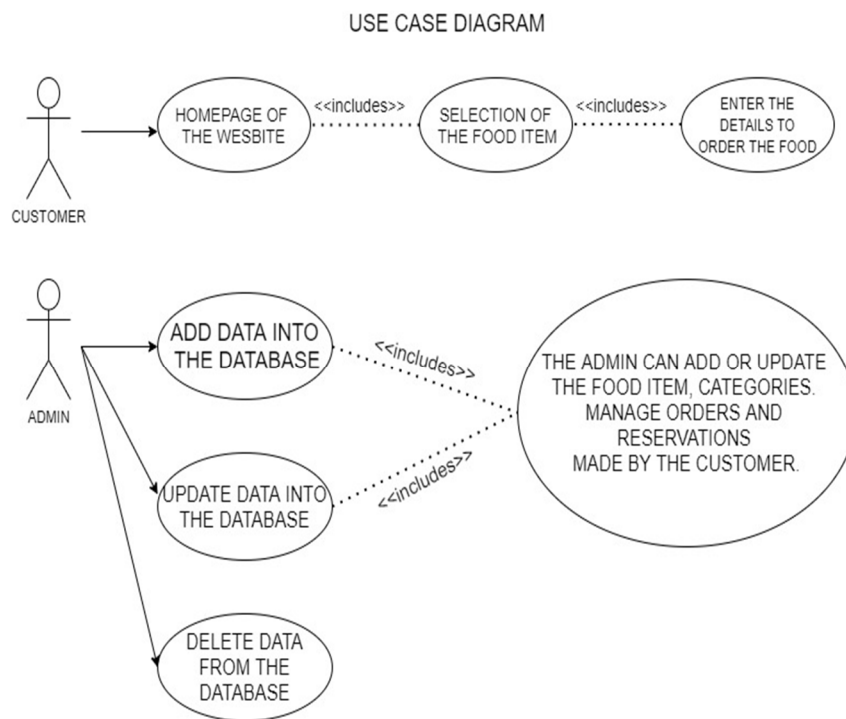 USE CASE DIAGRAM
HOMEPAGE OF
THE WESBITE
<<includes>>
SELECTION OF
THE FOOD ITEM
<<includes>>
ENTER THE
DETAILS TO
ORDER THE FOOD
CUSTOMER
ADD DATA INTO
THE DATABASE
<<includes>>
THE ADMIN CAN ADD OR UPDATE
THE FOOD ITEM, CATEGORIES.
MANAGE ORDERS AND
RESERVATIONS
MADE BY THE CUSTOMER.
ADMIN
UPDATE DATA INTO
THE DATABASE
<<includes>>
DELETE DATA
FROM THE
DATABASE